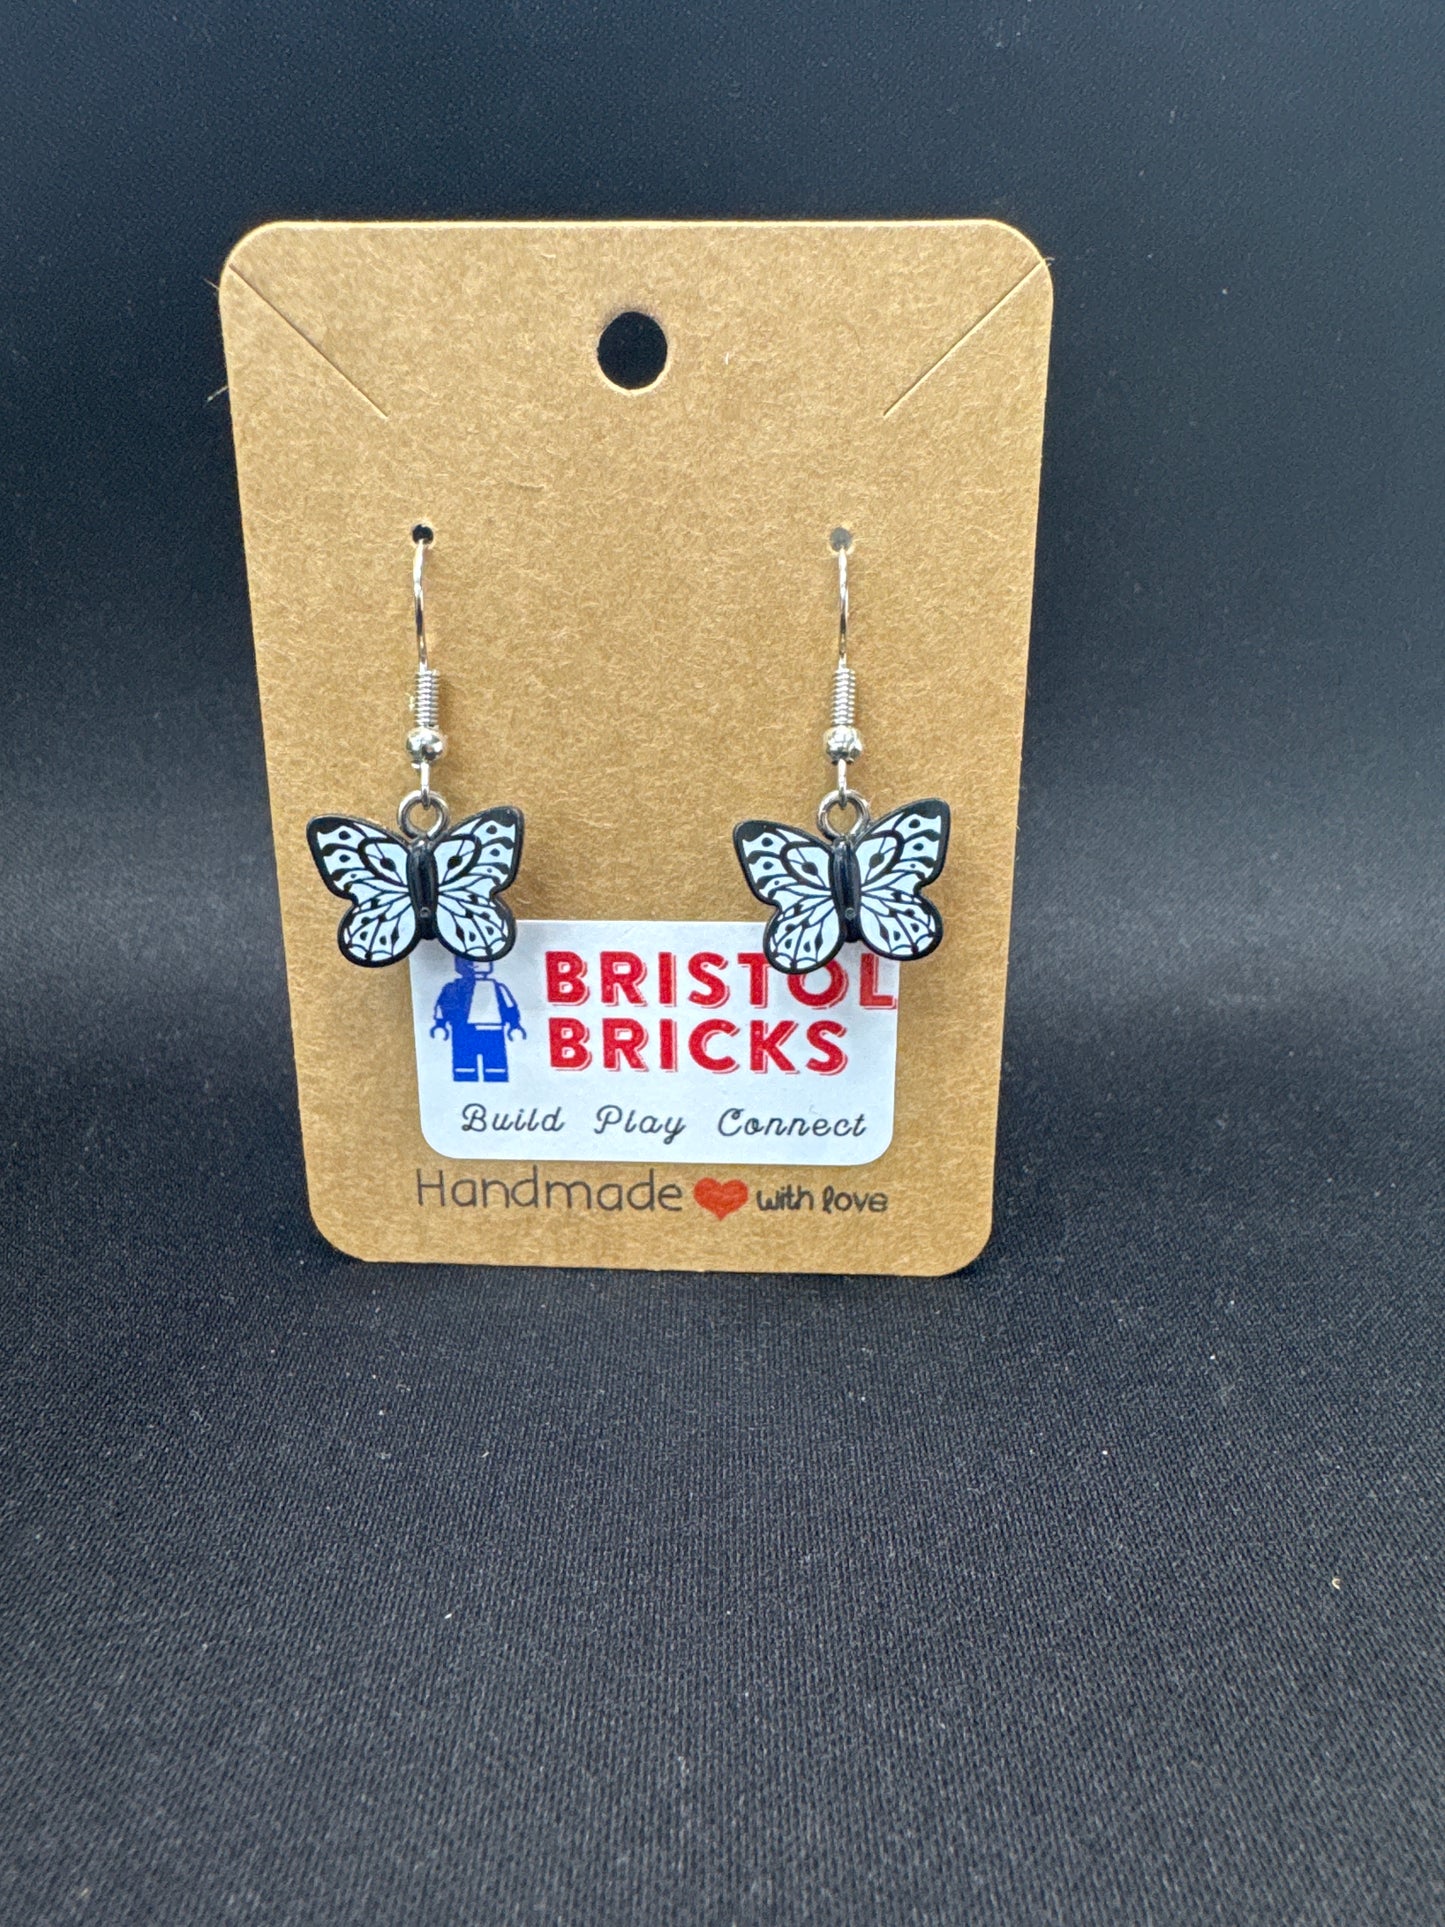 BRISTOL
BRICKS
Build Play Connect
Handmade with love